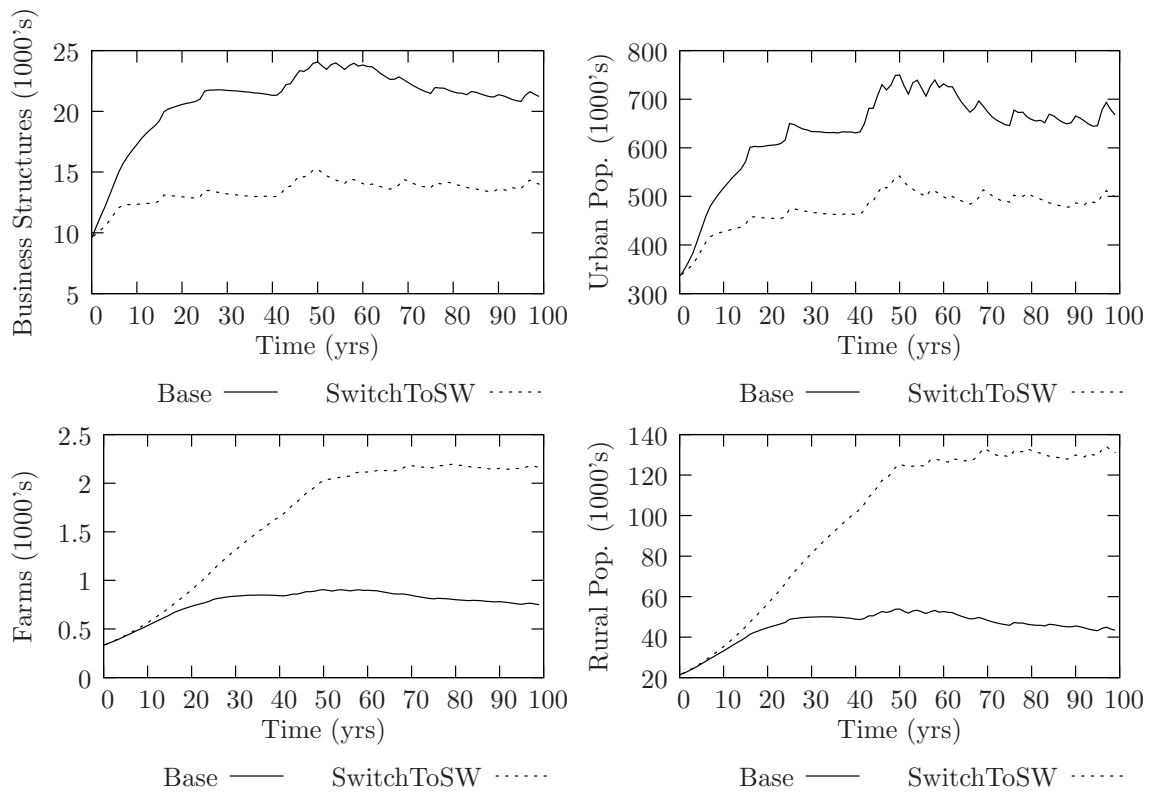 Business Structures (1000's)
25
20
15
10
5
0 10 20 30 40 50 60 70 80 90 100
Time (yrs)
Base SwitchToSW
Urban Pop. (1000's)
800
700
600
500
400
300
0 10 20 30 40 50 60 70 80 90 100
Time (yrs)
Base SwitchToSW
Farms (1000's)
2.5
2
1.5
1
0.5
0
0 10 20 30 40 50 60 70 80 90 100
Time (yrs)
Base SwitchToSW
Rural Pop. (1000's)
140
120
100
80
60
40
20
0 10 20 30 40 50 60 70 80 90 100
Time (yrs)
Base SwitchToSW